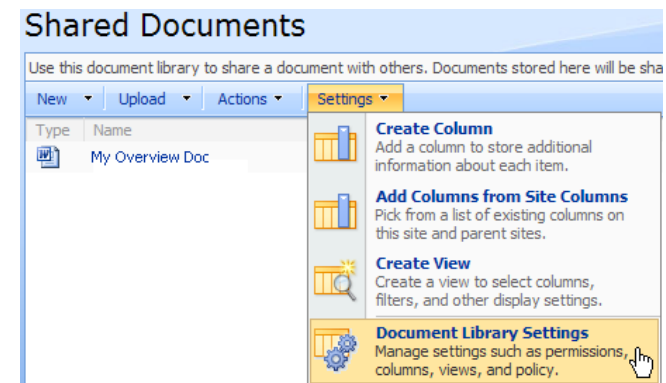 Shared Documents
Use this document library to share a document with others. Documents stored here will be sha
New Upload Actions Settings
Type Name
My Overview Doc
Create Column
Add a column to store additional
information about each item.
Add Columns from Site Columns
Pick from a list of existing columns on
this site and parent sites.
Create View
Create a view to select columns,
filters, and other display settings.
Document Library Settings
Manage settings such as permissions,
columns, views, and policy.